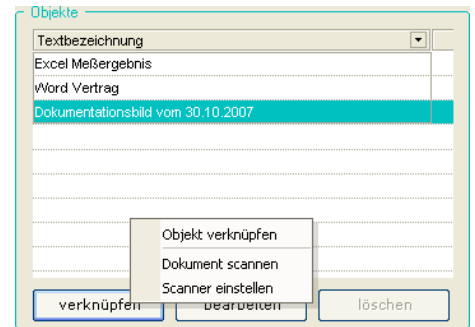 Objekte
Textbezeichnung
Excel Meßergebnis
Word Vertrag
Dokumentationsbild vom 30.10.2007
Objekt verknüpfen
Dokument scannen
Scanner einstellen
verknüpfen bearbeiten löschen